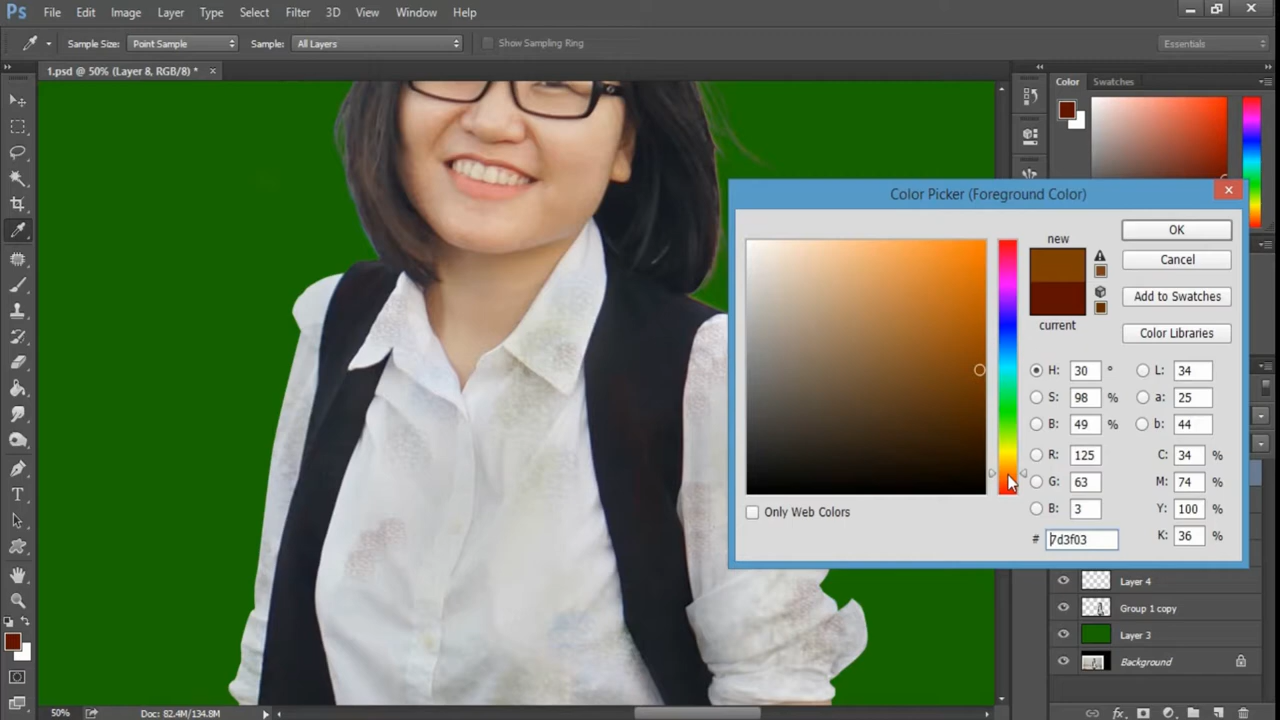 Ps File Edit Image Layer Type Select Filter 3D View Window Help
Sample Size: Point Sample Sample: All Layers Show Sampling Ring Essentials
1.psd @ 50% (Layer 8, RGB/8) * ×
Color Swatches
Color Picker (Foreground Color)
new
current
OK
Cancel
Add to Swatches
Color Libraries
H: 30 ° L: 34
S: 98 % a: 25
B: 49 % b: 44
R: 125 C: 34 %
G: 63 M: 74 %
B: 3 Y: 100 %
# 7d3f03 K: 36 %
Only Web Colors
Layer 4
Group 1 copy
Layer 3
Background
50% Doc: 82.4M/134.8M
fx